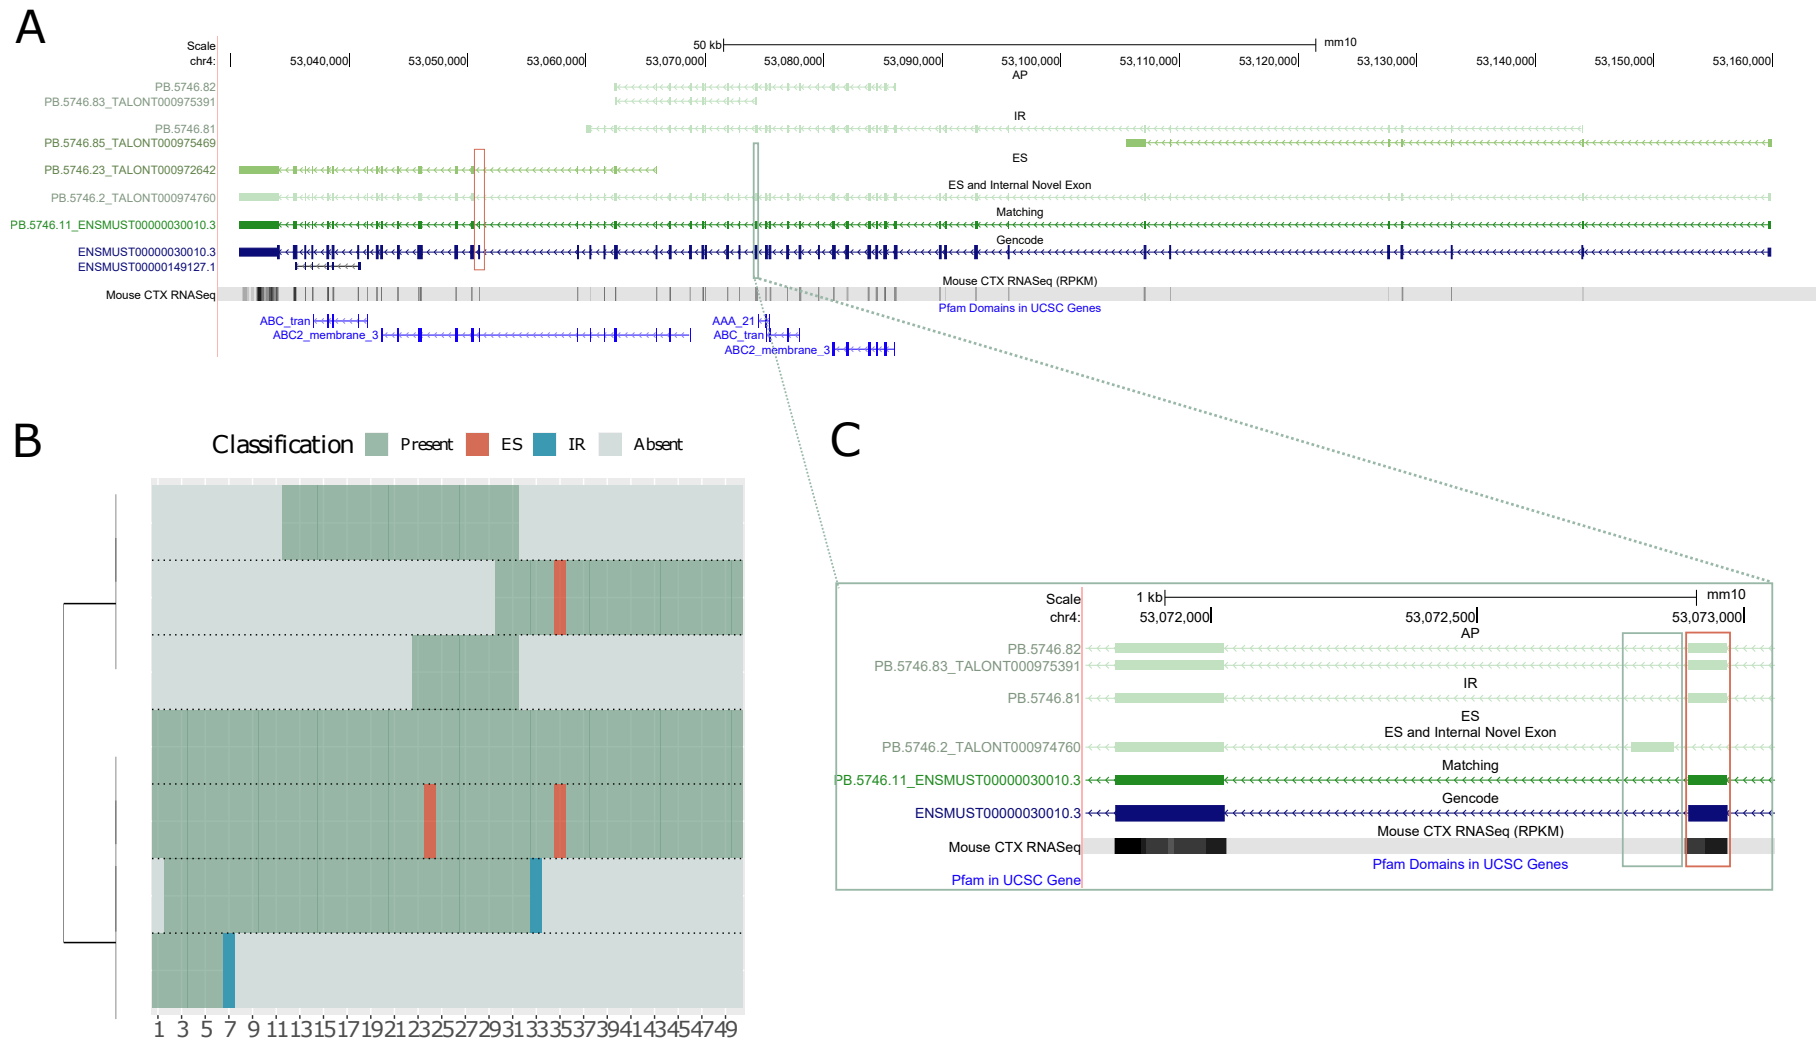 A
Scale 50 kb mm10
chr4: 53,040,000 53,050,000 53,060,000 53,070,000 53,080,000 53,090,000 53,100,000 53,110,000 53,120,000 53,130,000 53,140,000 53,150,000 53,160,000
AP
PB.5746.82
PB.5746.83_TALONT000975391
IR
PB.5746.81
PB.5746.85_TALONT000975469
ES
PB.5746.23_TALONT000972642
ES and Internal Novel Exon
PB.5746.2_TALONT000974760
Matching
PB.5746.11_ENSMUST00000030010.3
Gencode
ENSMUST00000030010.3
ENSMUST00000149127.1
Mouse CTX RNASeq (RPKM)
Mouse CTX RNASeq
Pfam Domains in UCSC Genes
ABC_tran AAA_21
ABC2_membrane_3 ABC_tran
ABC2_membrane_3
B
Classification Present ES IR Absent
1 3 5 7 9 11 13 15 17 19 21 23 25 27 29 31 33 35 37 39 41 43 45 47 49
C
Scale 1 kb mm10
chr4: 53,072,000 53,072,500 53,073,000
AP
PB.5746.82
PB.5746.83_TALONT000975391
IR
PB.5746.81
ES
ES and Internal Novel Exon
PB.5746.2_TALONT000974760
Matching
PB.5746.11_ENSMUST00000030010.3
Gencode
ENSMUST00000030010.3
Mouse CTX RNASeq (RPKM)
Mouse CTX RNASeq
Pfam Domains in UCSC Genes
Pfam in UCSC Gene